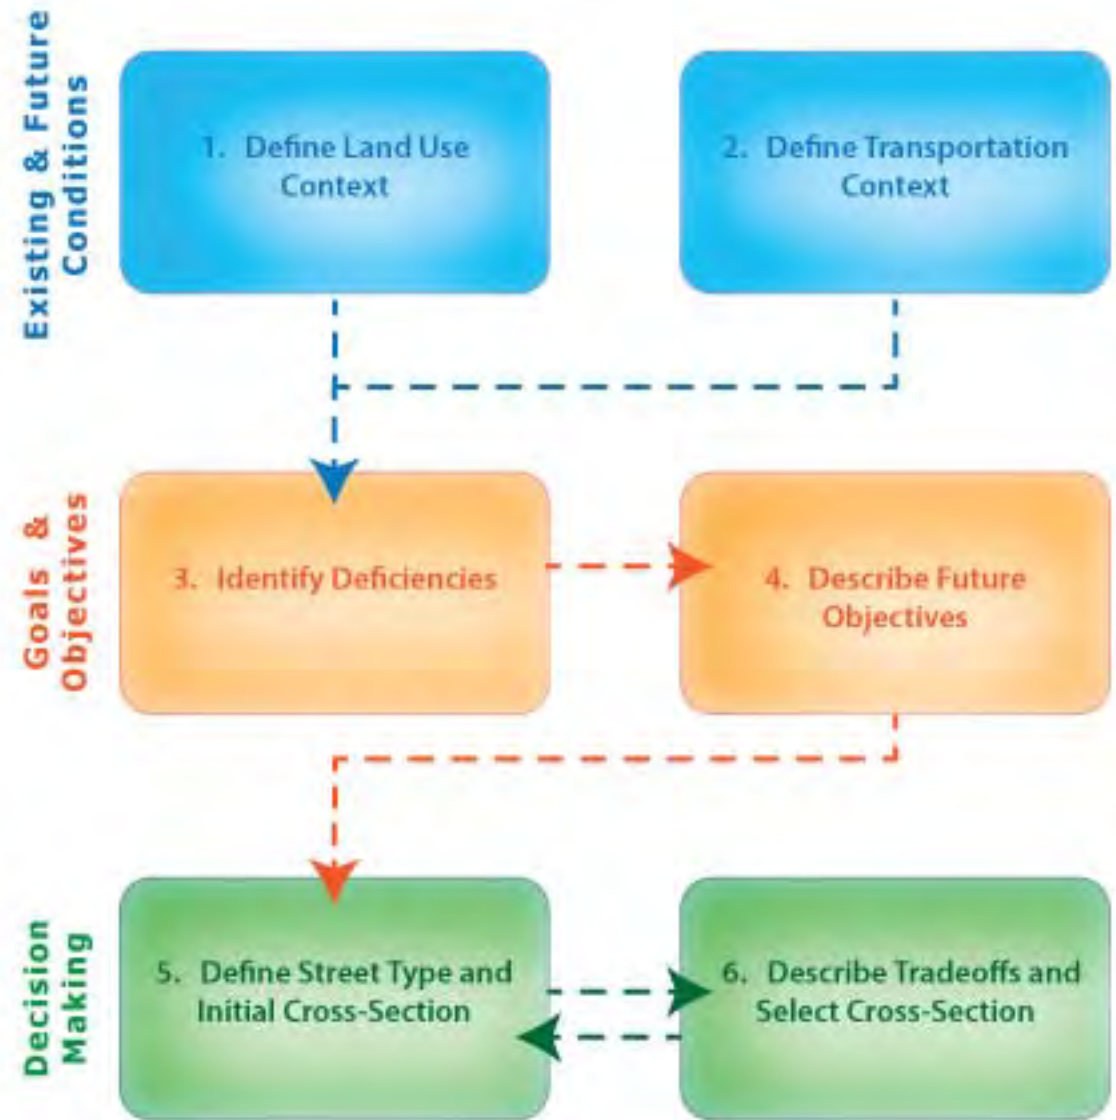 Existing & Future
Conditions
1. Define Land Use
Context
2. Define Transportation
Context
Goals &
Objectives
3. Identify Deficiencies
4. Describe Future
Objectives
Decision
Making
5. Define Street Type and
Initial Cross-Section
6. Describe Tradeoffs and
Select Cross-Section